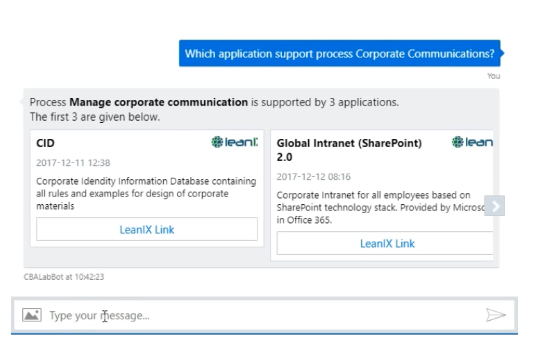 Which application support process Corporate Communications?
You
Process Manage corporate communication is supported by 3 applications.
The first 3 are given below.
CID
leanIX
2017-12-11 12:38
Corporate Idendity Information Database containing
all rules and examples for design of corporate
materials
LeanIX Link
Global Intranet (SharePoint)
2.0
lean
2017-12-12 08:16
Corporate Intranet for all employees based on
SharePoint technology stack. Provided by Microsc
in Office 365.
LeanIX Link
CBALabBot at 10:42:23
Type your message...